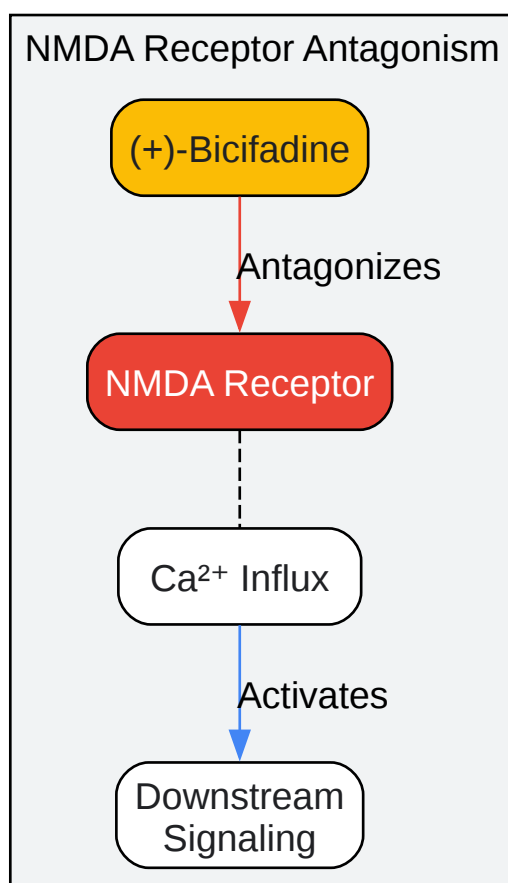 NMDA Receptor Antagonism
(+)-Bicifadine
Antagonizes
NMDA Receptor
Ca²⁺ Influx
Activates
Downstream
Signaling